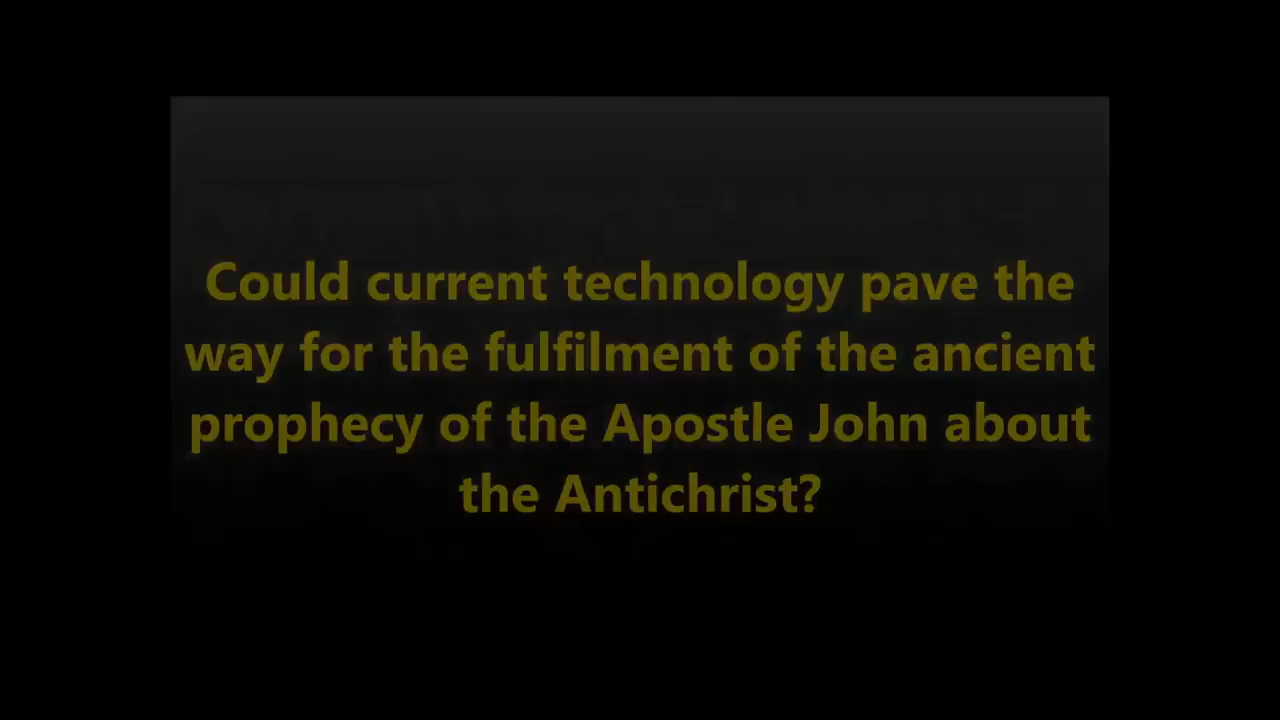 Could current technology pave the
way for the fulfilment of the ancient
prophecy of the Apostle John about
the Antichrist?